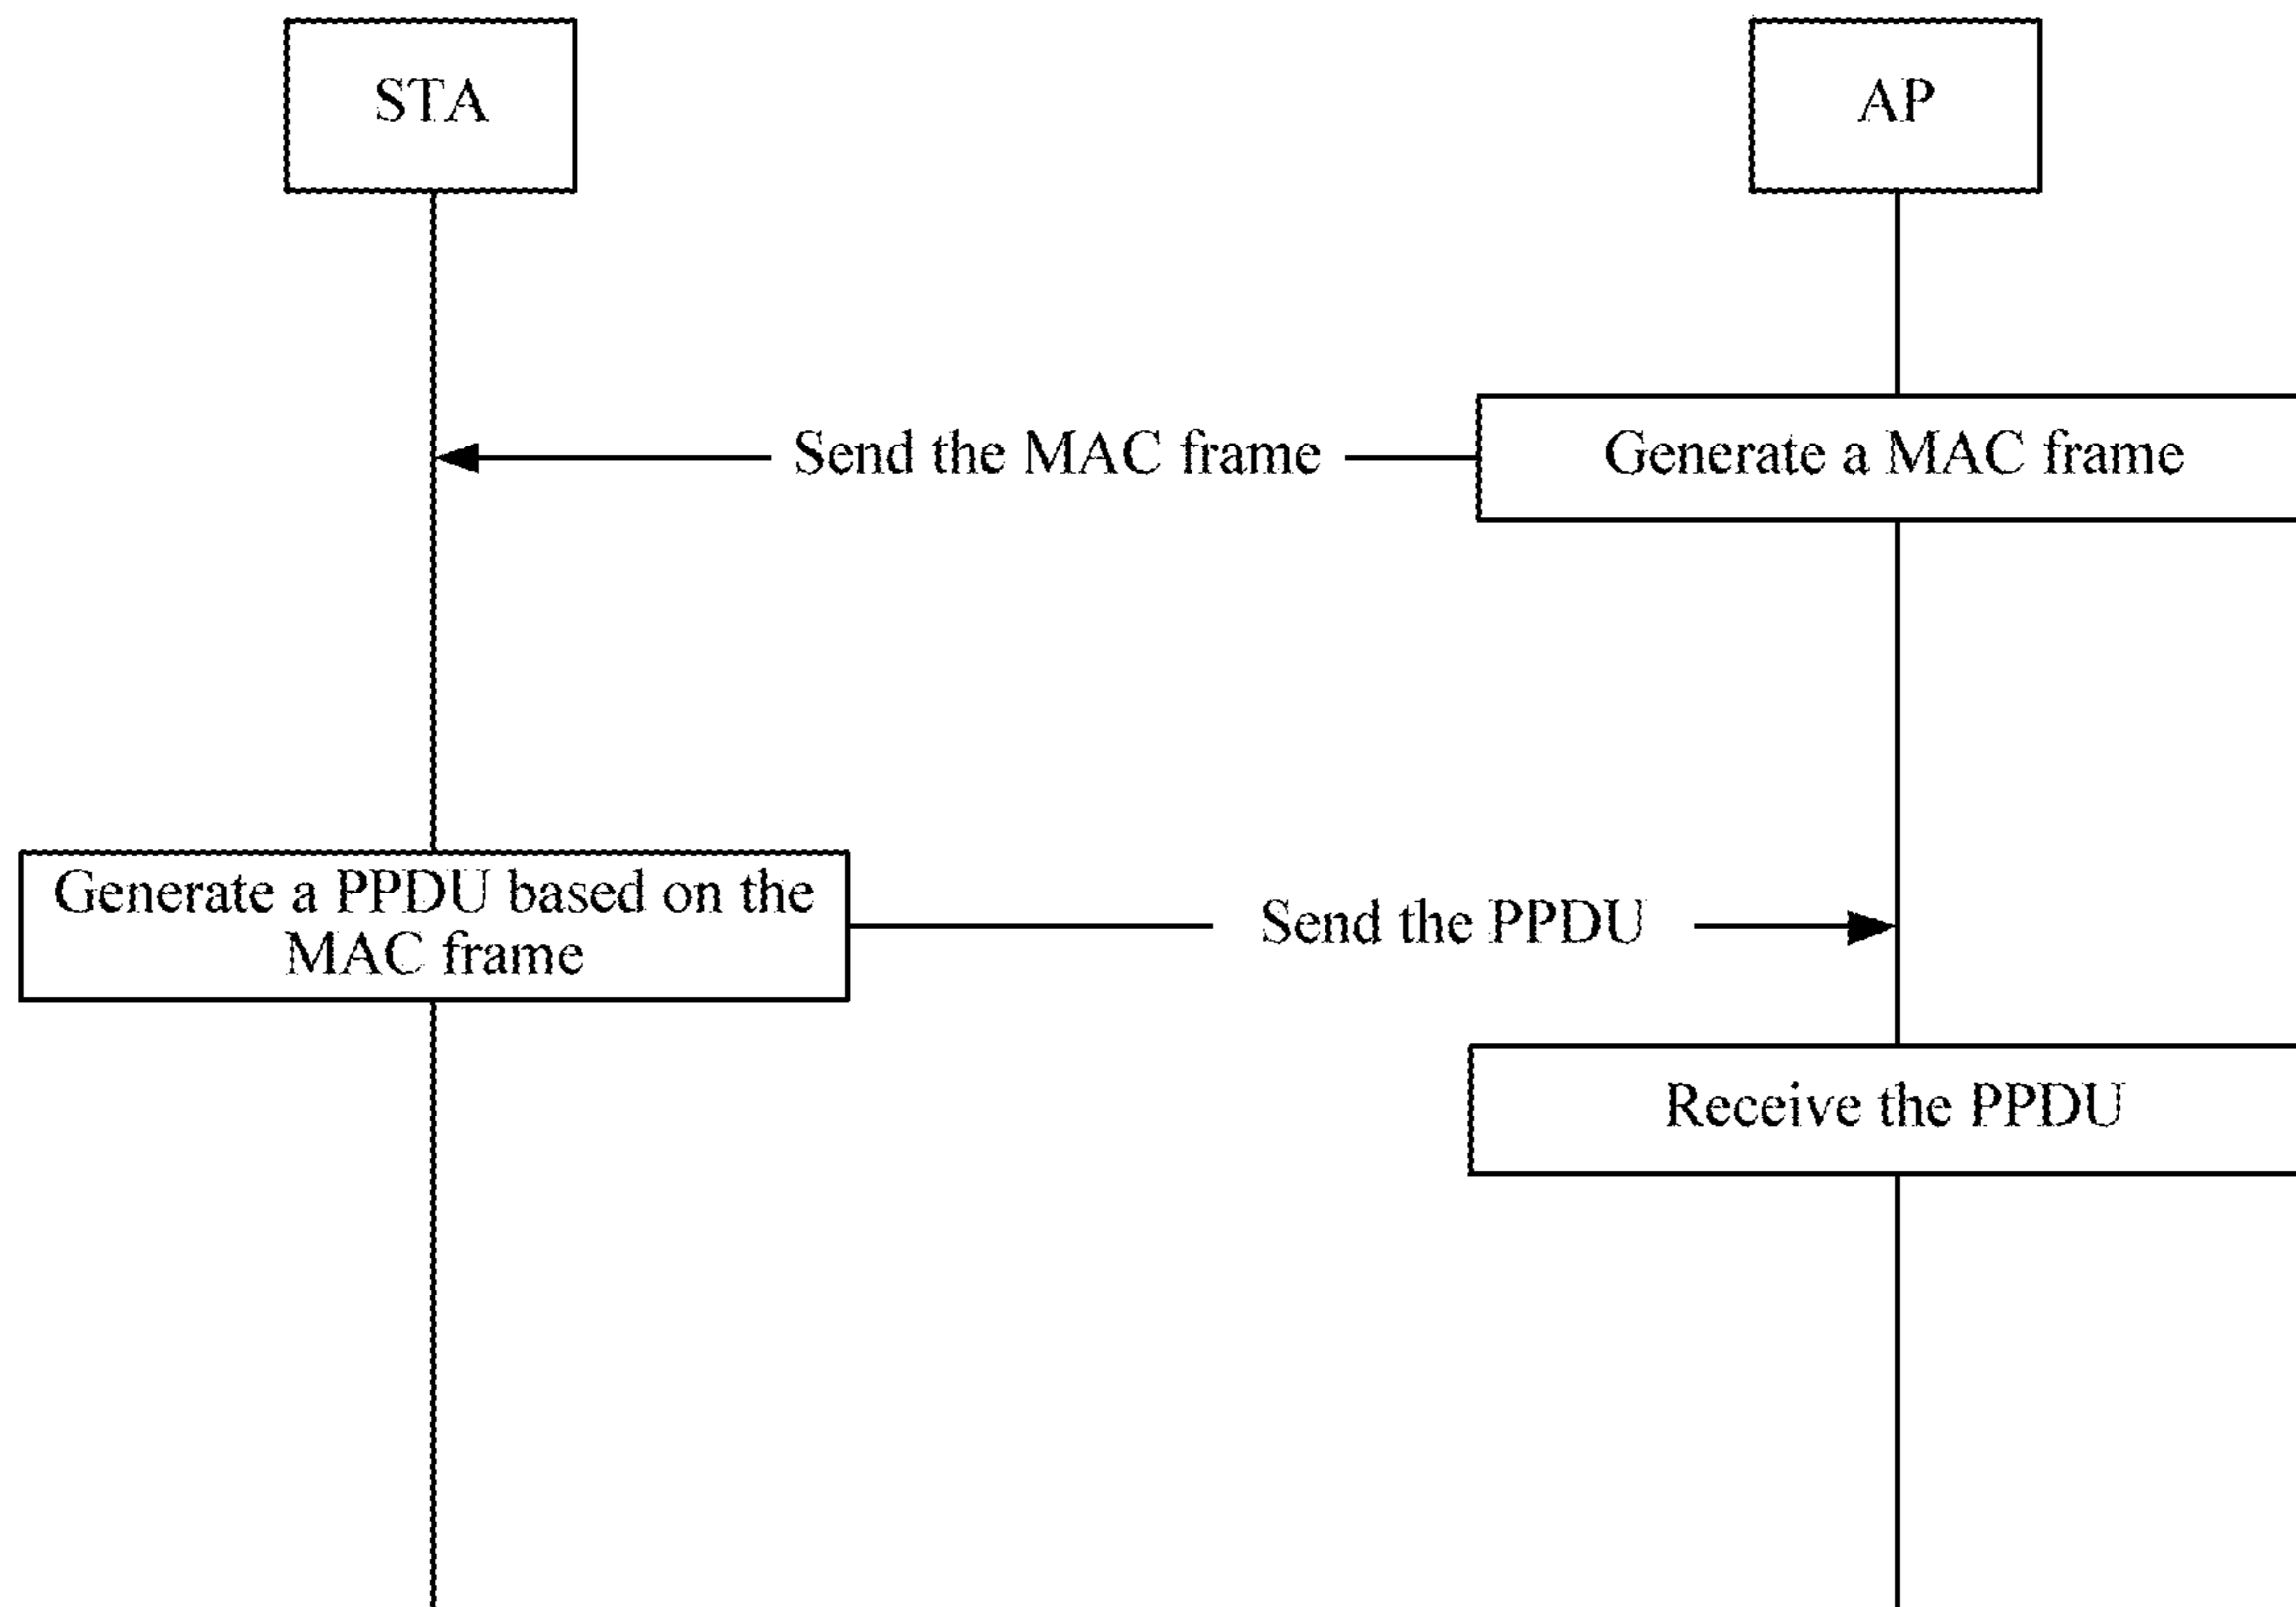 STA
AP
Send the MAC frame
Generate a MAC frame
Generate a PPDU based on the
MAC frame
Send the PPDU
Receive the PPDU